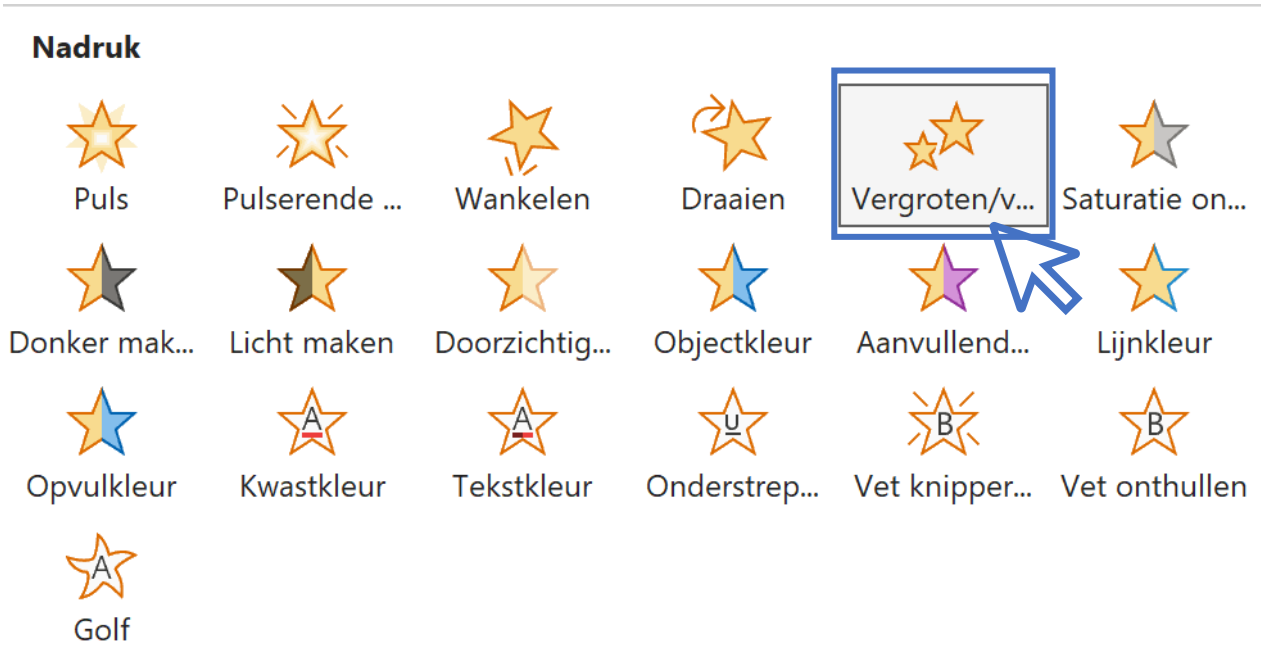 Nadruk
Puls Pulserende ... Wankelen Draaien Vergroten/v... Saturatie on...
Donker mak... Licht maken Doorzichtig... Objectkleur Aanvullend... Lijnkleur
A A U B B
Opvulkleur Kwastkleur Tekstkleur Onderstrep... Vet knipper... Vet onthullen
A
Golf